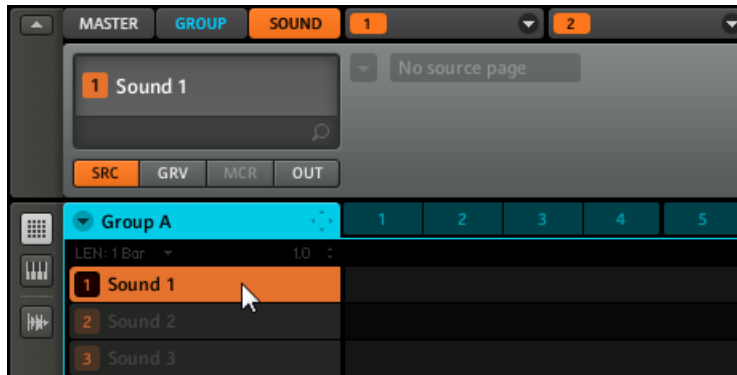 MASTER GROUP SOUND 1 2
1 Sound 1 No source page
SRC GRV MCR OUT
Group A 1 2 3 4 5
LEN: 1 Bar 1.0
1 Sound 1
2 Sound 2
3 Sound 3